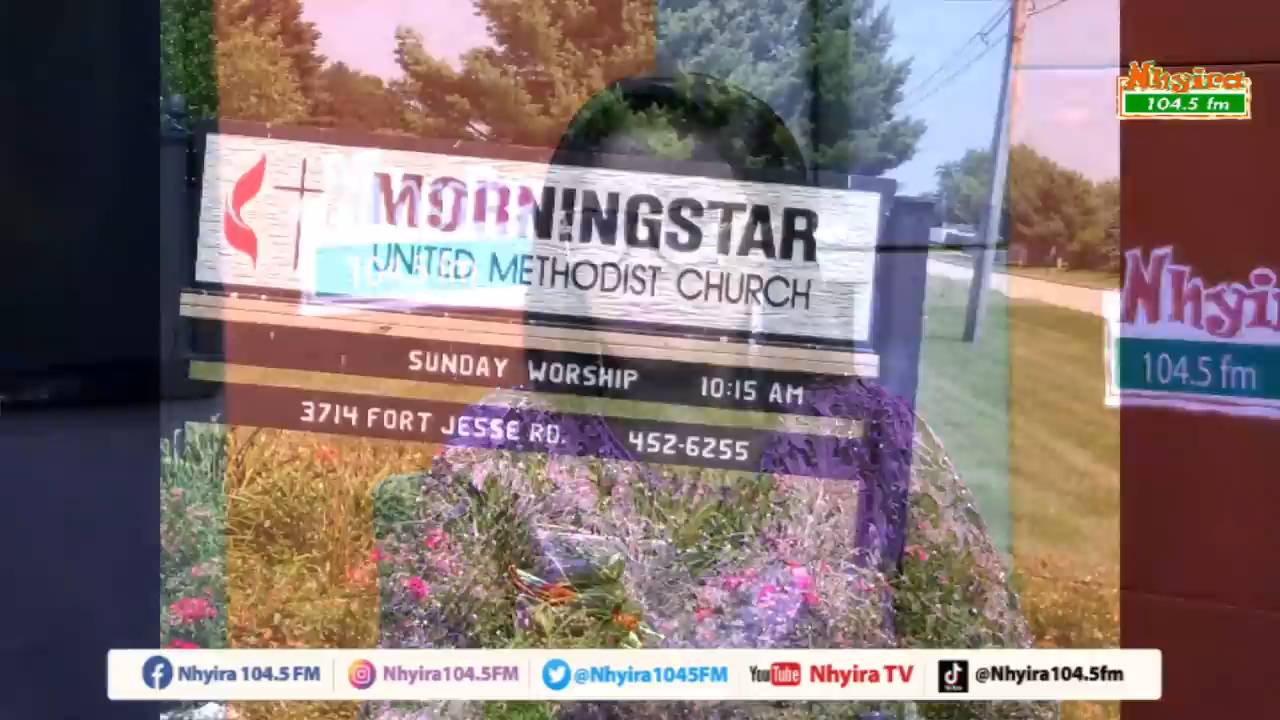 Nhyira
104.5 fm
MORNINGSTAR
UNITED METHODIST CHURCH
SUNDAY WORSHIP 10:15 AM
3714 FORT JESSE RD. 452-6255
Nhyi
104.5 fm
Nhyira 104.5 FM
Nhyira104.5FM
@Nhyira1045FM
YouTube Nhyira TV
@Nhyira104.5fm